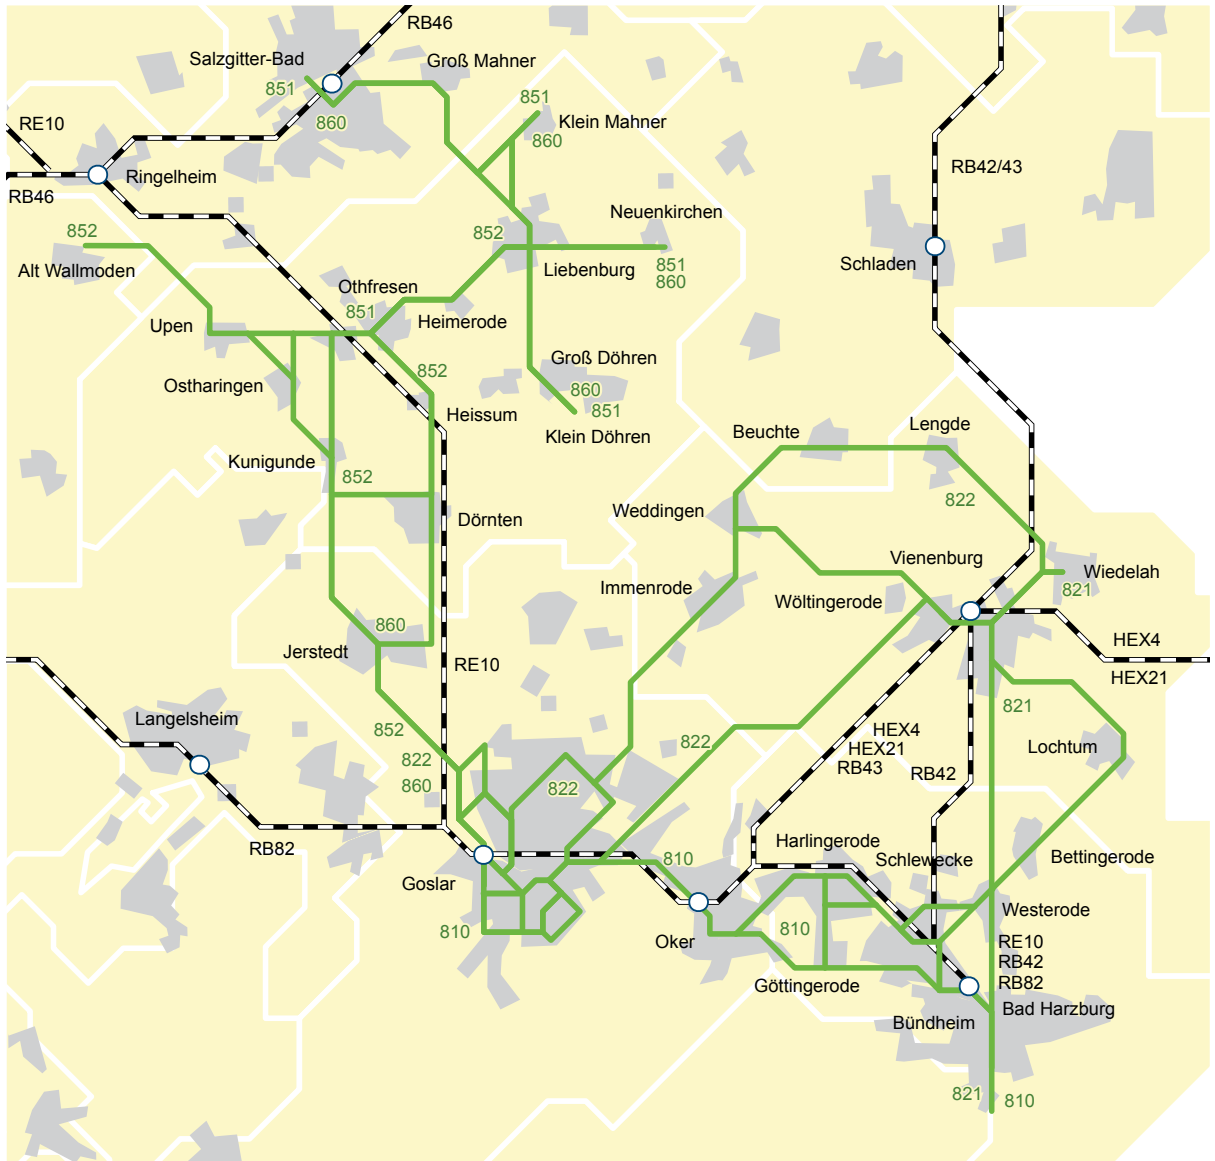 RB46
Salzgitter-Bad
Groß Mahner
851
860
851
Klein Mahner
860
RE10
Ringelheim
RB46
RB42/43
Neuenkirchen
852
852
Liebenburg
851
860
Schladen
Alt Wallmoden
Othfresen
851
Heimerode
Upen
Groß Döhren
852
860
851
Ostharingen
Heissum
Klein Döhren
Beuchte
Lengde
Kunigunde
852
822
Weddingen
Dörnten
Vienenburg
Wiedelah
821
Immenrode
Wöltingerode
860
HEX4
Jerstedt
RE10
HEX21
821
Langelsheim
852
HEX4
HEX21
RB43
822
Lochtum
822
860
RB42
822
RB82
Harlingerode
Bettingerode
Goslar
810
Schlewecke
Westerode
810
Oker
810
RE10
RB42
RB82
Göttingerode
Bad Harzburg
Bündheim
821
810